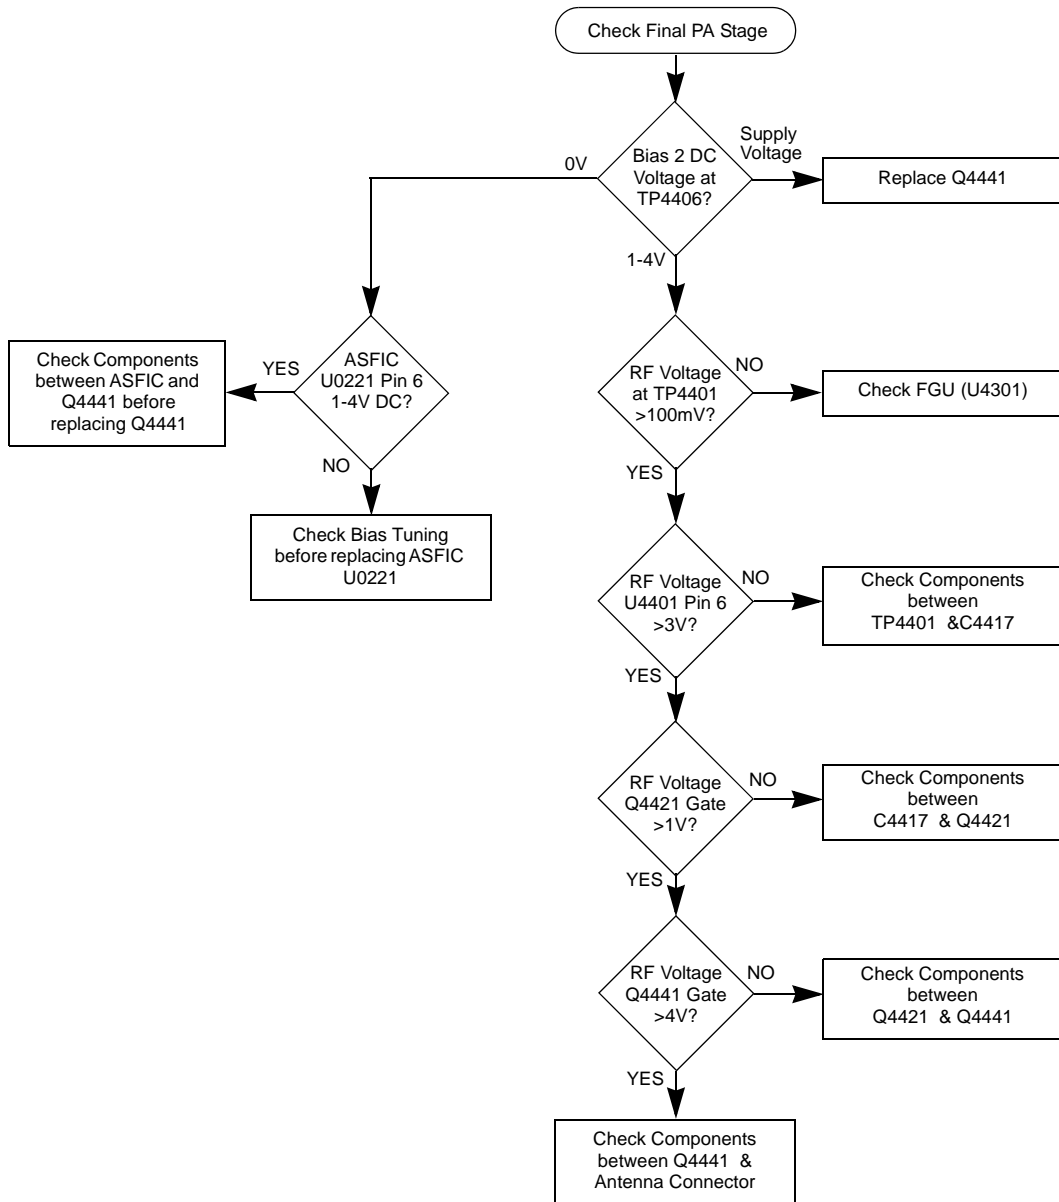 Check Final PA Stage
Bias 2 DC
Voltage at
TP4406?
0V
Supply
Voltage
Replace Q4441
1-4V
ASFIC
U0221 Pin 6
1-4V DC?
YES
Check Components
between ASFIC and
Q4441 before
replacing Q4441
NO
Check Bias Tuning
before replacing ASFIC
U0221
RF Voltage
at TP4401
>100mV?
NO
Check FGU (U4301)
YES
RF Voltage
U4401 Pin 6
>3V?
NO
Check Components
between
TP4401 &C4417
YES
RF Voltage
Q4421 Gate
>1V?
NO
Check Components
between
C4417 & Q4421
YES
RF Voltage
Q4441 Gate
>4V?
NO
Check Components
between
Q4421 & Q4441
YES
Check Components
between Q4441 &
Antenna Connector